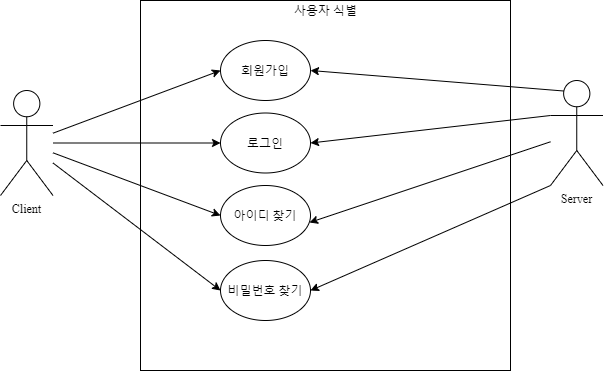 사용자 식별
회원가입
로그인
아이디 찾기
비밀번호 찾기
Client
Server